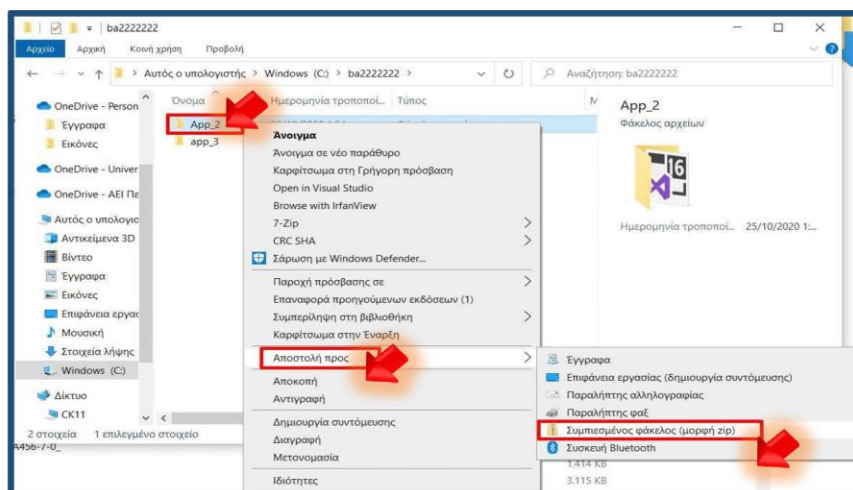 ba2222222
Αρχείο Αρχική Κοινή χρήση Προβολή
Αυτός ο υπολογιστής > Windows (C:) > ba2222222 >
Αναζήτηση: ba2222222
OneDrive - Person
Έγγραφα
Εικόνες
OneDrive - Univer
OneDrive - ΑΕΙ Πε
Αυτός ο υπολογισ
Αντικείμενα 3D
Βίντεο
Έγγραφα
Εικόνες
Επιφάνεια εργασ
Μουσική
Στοιχεία λήψης
Windows (C:)
Δίκτυο
CK11
2 στοιχεία 1 επιλεγμένο στοιχείο
A456-7-0_
Όνομα Ημερομηνία τροποποί... Τύπος Μ
App_2
app_3
Άνοιγμα
Άνοιγμα σε νέο παράθυρο
Καρφίτσωμα στη Γρήγορη πρόσβαση
Open in Visual Studio
Browse with IrfanView
7-Zip
CRC SHA
Σάρωση με Windows Defender...
Παροχή πρόσβασης σε
Επαναφορά προηγούμενων εκδόσεων (1)
Συμπερίληψη στη βιβλιοθήκη
Καρφίτσωμα στην Έναρξη
Αποστολή προς
Αποκοπή
Αντιγραφή
Δημιουργία συντόμευσης
Διαγραφή
Μετονομασία
Ιδιότητες
Έγγραφα
Επιφάνεια εργασίας (δημιουργία συντόμευσης)
Παραλήπτης αλληλογραφίας
Παραλήπτης φαξ
Συμπιεσμένος φάκελος (μορφή zip)
Συσκευή Bluetooth
1.414 KB
3.115 KB
App_2
Φάκελος αρχείων
16
Ημερομηνία τροποποί... 25/10/2020 1:...